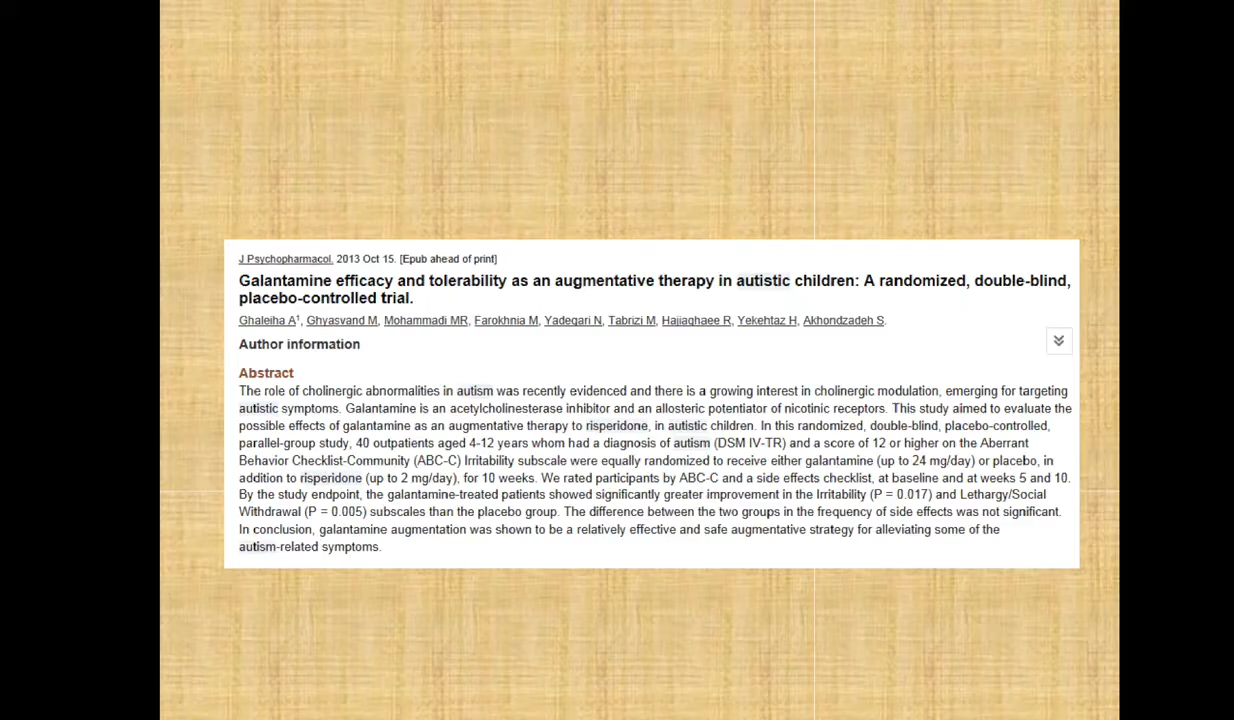 J Psychopharmacol. 2013 Oct 15. [Epub ahead of print]
Galantamine efficacy and tolerability as an augmentative therapy in autistic children: A randomized, double-blind,
placebo-controlled trial.
Ghaleiha A¹, Ghyasvand M, Mohammadi MR, Farokhnia M, Yadegari N, Tabrizi M, Hajiaghaee R, Yekehtaz H, Akhondzadeh S.
Author information
Abstract
The role of cholinergic abnormalities in autism was recently evidenced and there is a growing interest in cholinergic modulation, emerging for targeting
autistic symptoms. Galantamine is an acetylcholinesterase inhibitor and an allosteric potentiator of nicotinic receptors. This study aimed to evaluate the
possible effects of galantamine as an augmentative therapy to risperidone, in autistic children. In this randomized, double-blind, placebo-controlled,
parallel-group study, 40 outpatients aged 4-12 years whom had a diagnosis of autism (DSM IV-TR) and a score of 12 or higher on the Aberrant
Behavior Checklist-Community (ABC-C) Irritability subscale were equally randomized to receive either galantamine (up to 24 mg/day) or placebo, in
addition to risperidone (up to 2 mg/day), for 10 weeks. We rated participants by ABC-C and a side effects checklist, at baseline and at weeks 5 and 10.
By the study endpoint, the galantamine-treated patients showed significantly greater improvement in the Irritability (P = 0.017) and Lethargy/Social
Withdrawal (P = 0.005) subscales than the placebo group. The difference between the two groups in the frequency of side effects was not significant.
In conclusion, galantamine augmentation was shown to be a relatively effective and safe augmentative strategy for alleviating some of the
autism-related symptoms.